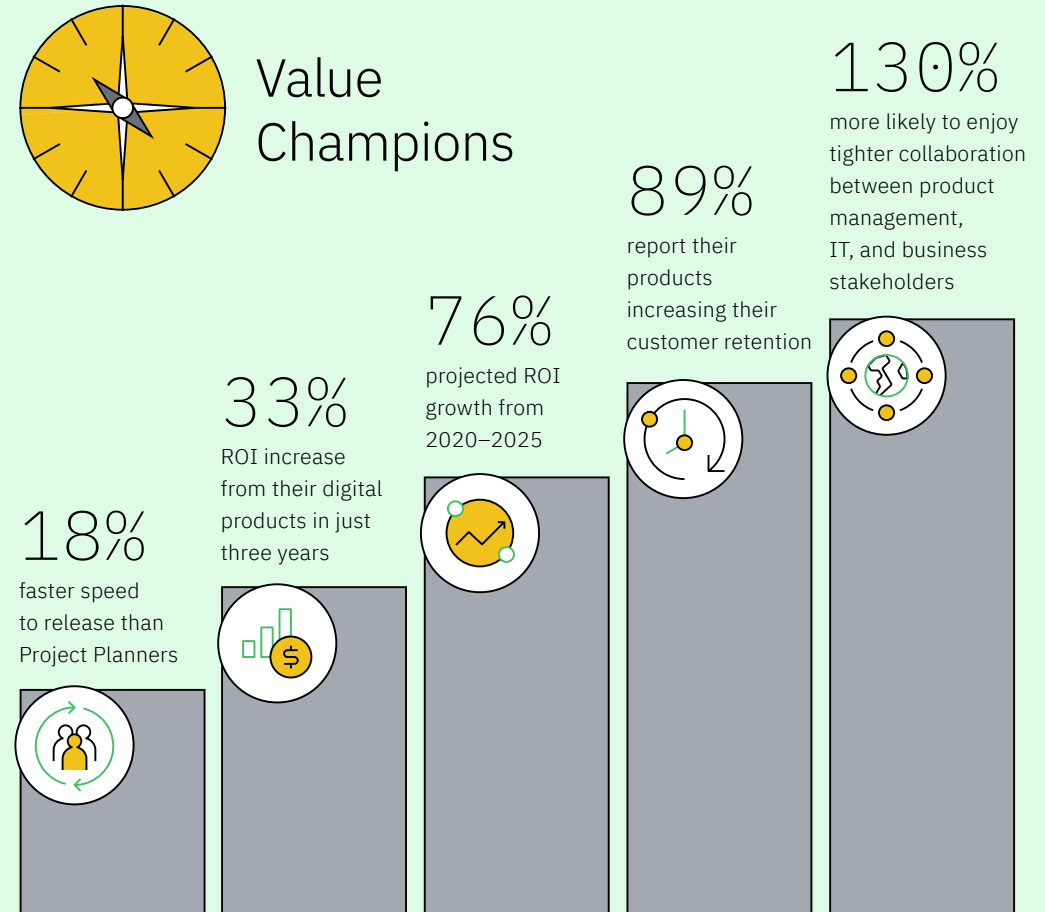 Value
Champions
18%
faster speed
to release than
Project Planners
33%
ROI increase
from their digital
products in just
three years
76%
projected ROI
growth from
2020–2025
89%
report their
products
increasing their
customer retention
130%
more likely to enjoy
tighter collaboration
between product
management,
IT, and business
stakeholders
$